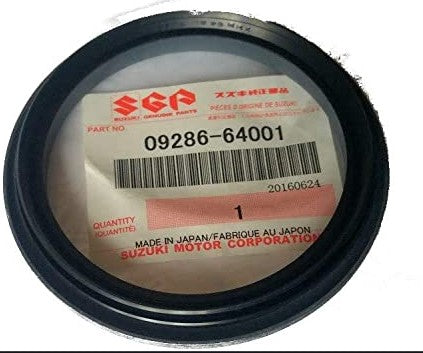 SGP スズキ純正部品
SUZUKI GENUINE PARTS PIÈCES D'ORIGINE DE SUZUKI
PART NO.
09286-64001
20160624
QUANTITY
(QUANTITÉ) 1
MADE IN JAPAN/FABRIQUE AU JAPON
SUZUKI MOTOR CORPORATION